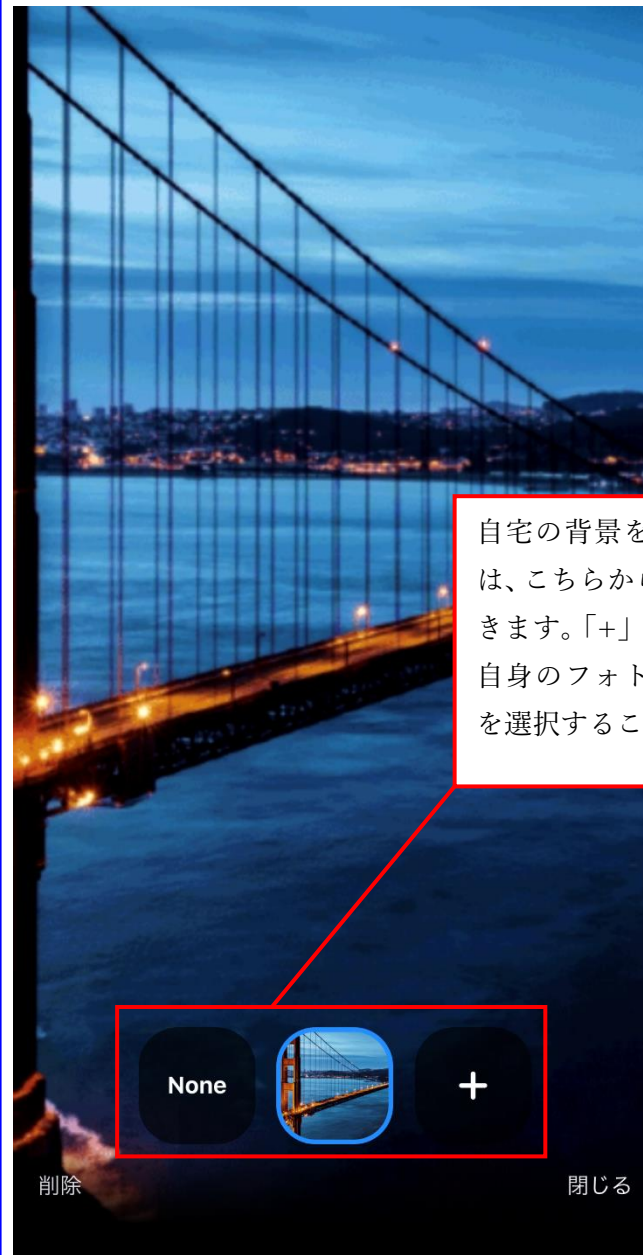 自宅の背景を
は、こちらか
きます。「+」
自身のフォト
を選択するこ
None
+
削除
閉じる